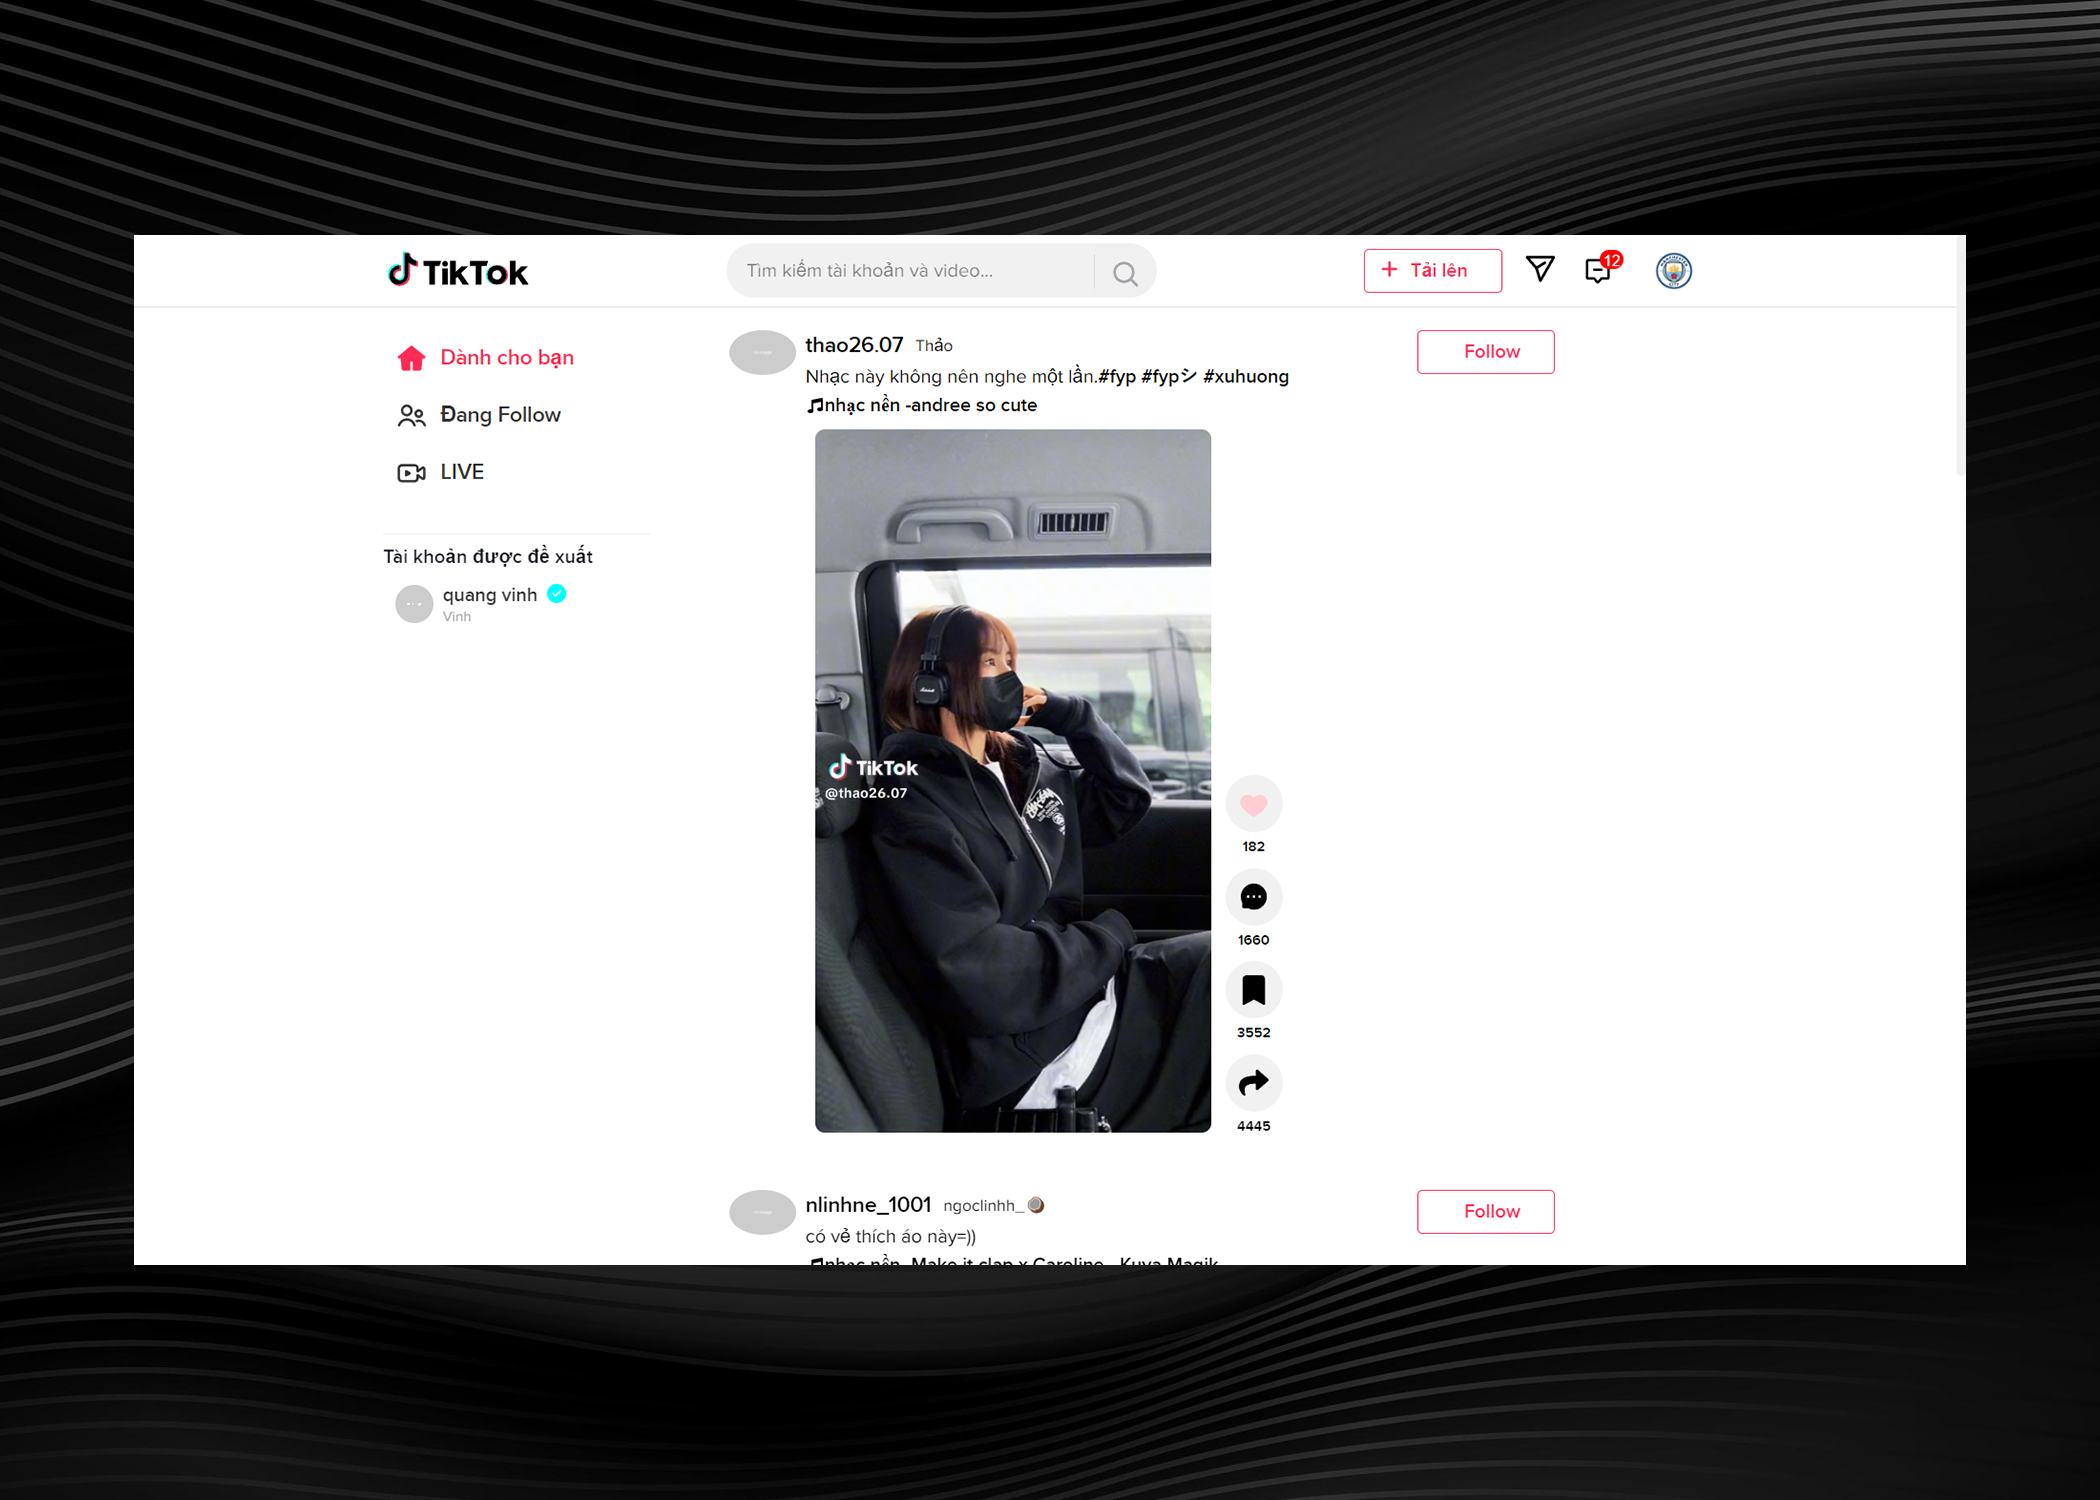 TikTok
Tìm kiếm tài khoản và video...
Tải lên
12
Dành cho bạn
Đang Follow
LIVE
Tài khoản được đề xuất
quang vinh
Vinh
thao26.07 Thảo
Follow
Nhạc này không nên nghe một lần.#fyp #fypシ #xuhuong
nhạc nền -andree so cute
TikTok
@thao26.07
182
1660
3552
4445
nlinhne_1001 ngoclinhh_🥥
Follow
có vẻ thích áo này=))
nhạc nền -Make it clap x Caroline - Kuya Magik